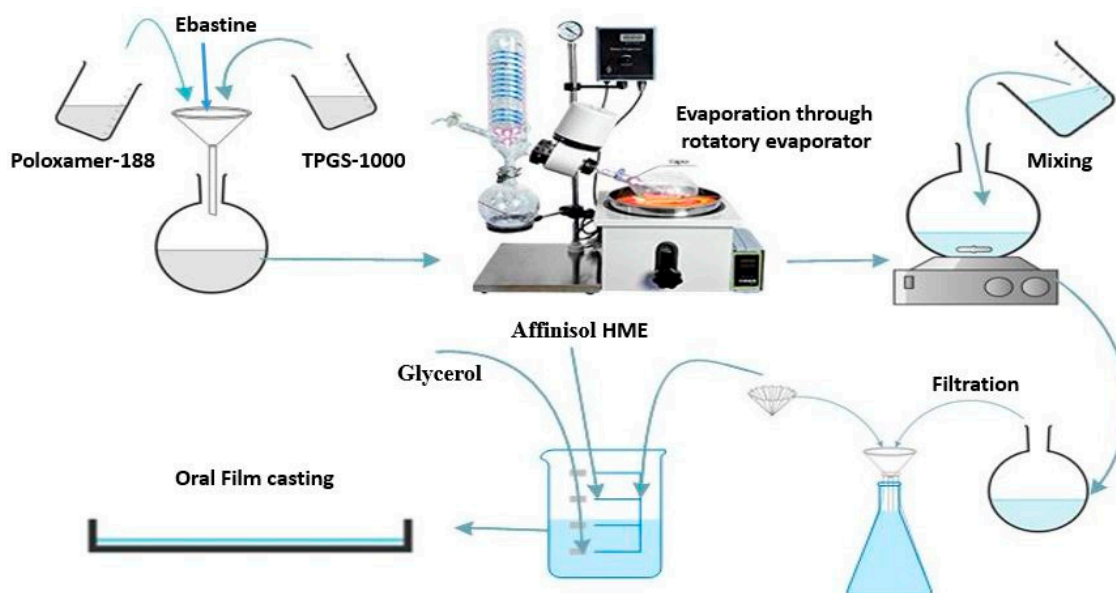 Ebastine
Poloxamer-188
TPGS-1000
Evaporation through
rotatory evaporator
Mixing
Affinisol HME
Glycerol
Filtration
Oral Film casting